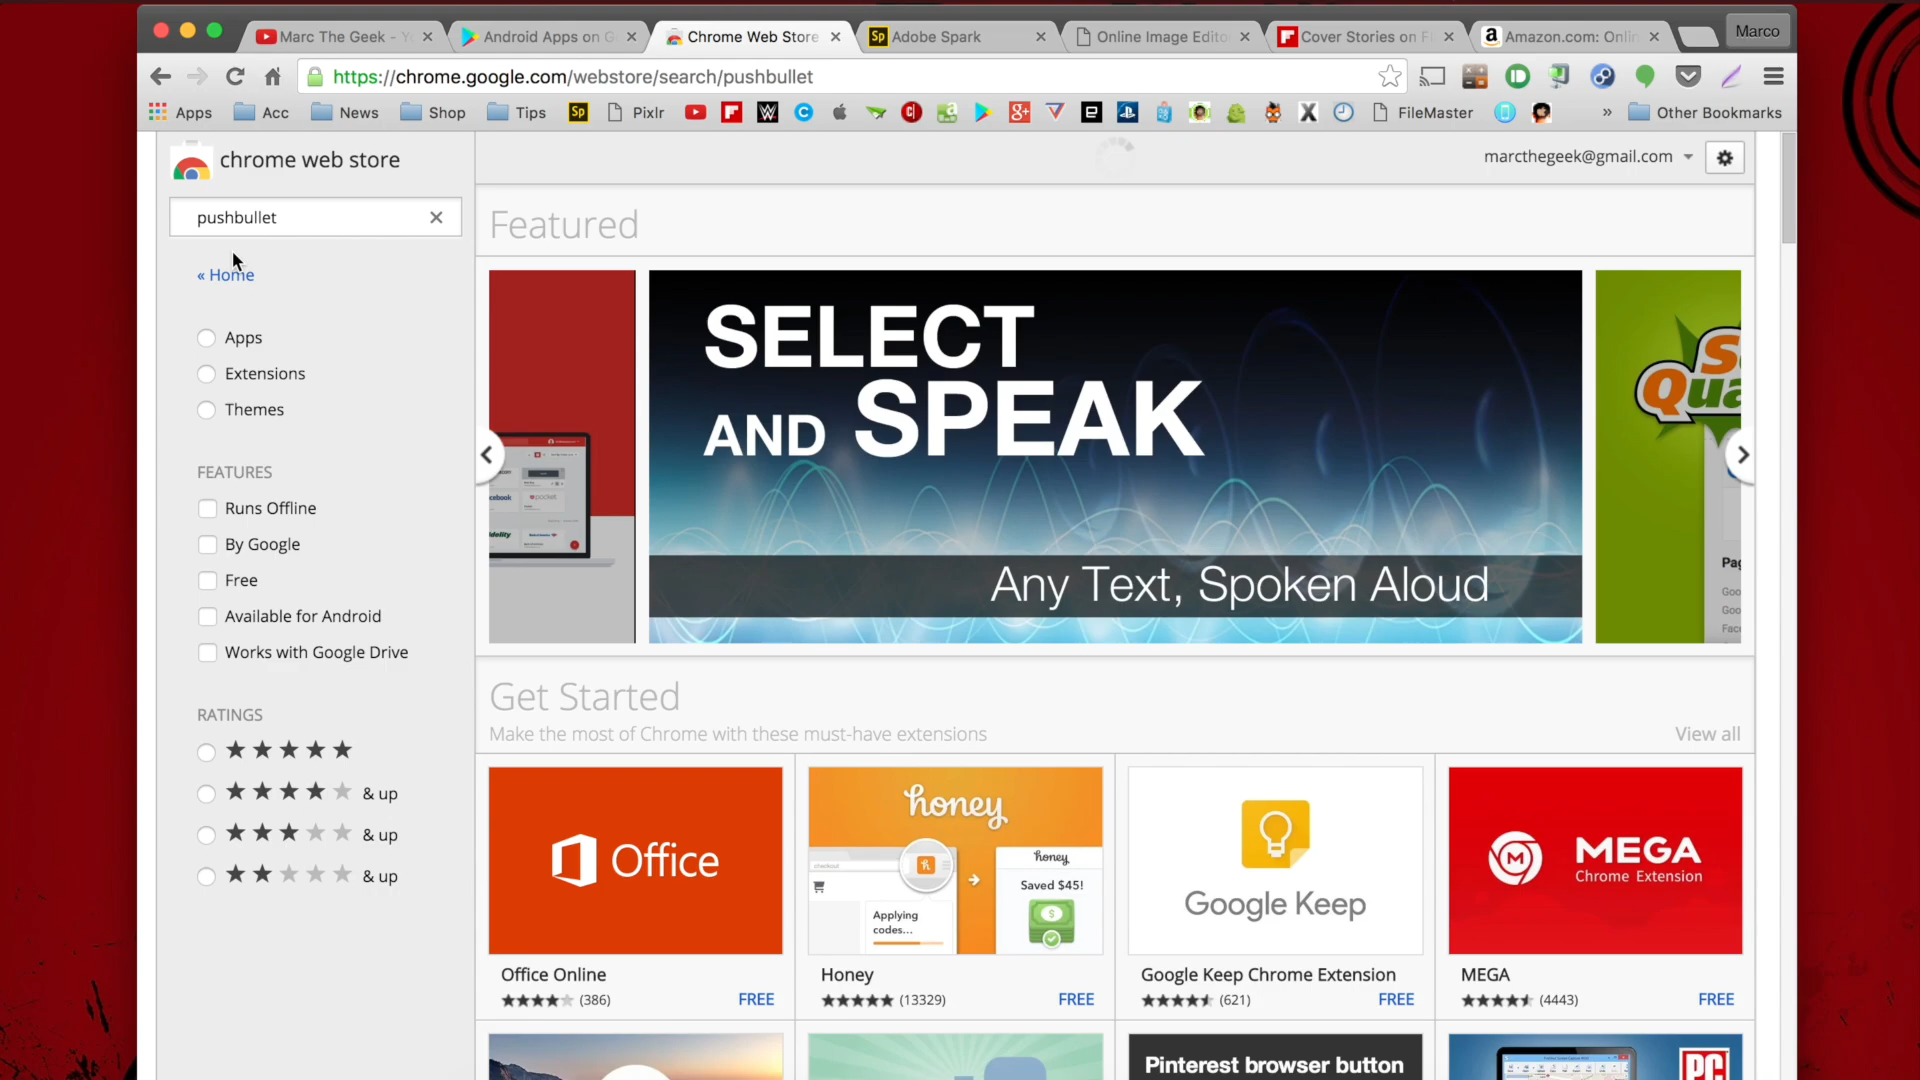 Marc The Geek - Y
Android Apps on G
Chrome Web Store
Sp Adobe Spark
Online Image Edito
Cover Stories on F
a Amazon.com: Onli
Marco
https://chrome.google.com/webstore/search/pushbullet
Apps
Acc
News
Shop
Tips
Sp
Pixlr
FileMaster
»
Other Bookmarks
chrome web store
marcthegeek@gmail.com
pushbullet
« Home
Apps
Extensions
Themes
FEATURES
Runs Offline
By Google
Free
Available for Android
Works with Google Drive
RATINGS
& up
& up
& up
Featured
SELECT
AND SPEAK
Any Text, Spoken Aloud
Get Started
Make the most of Chrome with these must-have extensions
View all
Office
honey
honey
Saved $45!
Applying
codes...
Google Keep
MEGA
Chrome Extension
Office Online
(386)
FREE
Honey
(13329)
FREE
Google Keep Chrome Extension
(621)
FREE
MEGA
(4443)
FREE
Pinterest browser button
PC